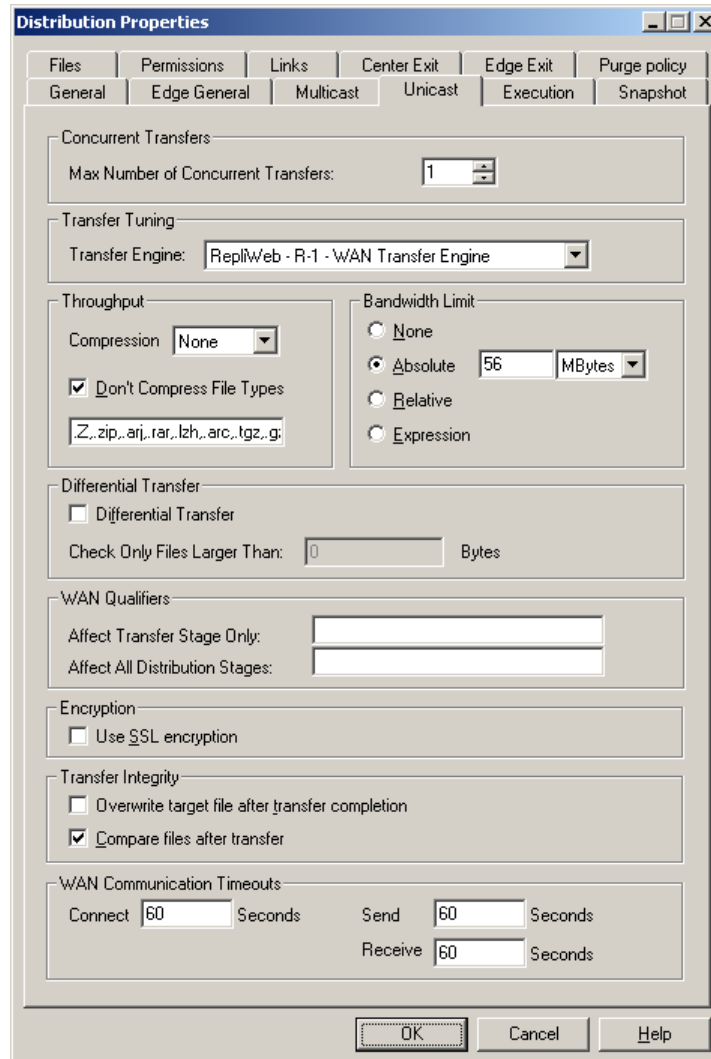 Distribution Properties
Files Permissions Links Center Exit Edge Exit Purge policy
General Edge General Multicast Unicast Execution Snapshot
Concurrent Transfers
Max Number of Concurrent Transfers: 1
Transfer Tuning
Transfer Engine: RepliWeb - R-1 - WAN Transfer Engine
Throughput
Compression None
Don't Compress File Types
.Z,.zip,.arj,.rar,.lzh,.arc,.tgz,.gz
Bandwidth Limit
None
Absolute 56 MBytes
Relative
Expression
Differential Transfer
Differential Transfer
Check Only Files Larger Than: 0 Bytes
WAN Qualifiers
Affect Transfer Stage Only:
Affect All Distribution Stages:
Encryption
Use SSL encryption
Transfer Integrity
Overwrite target file after transfer completion
Compare files after transfer
WAN Communication Timeouts
Connect 60 Seconds Send 60 Seconds
Receive 60 Seconds
OK Cancel Help